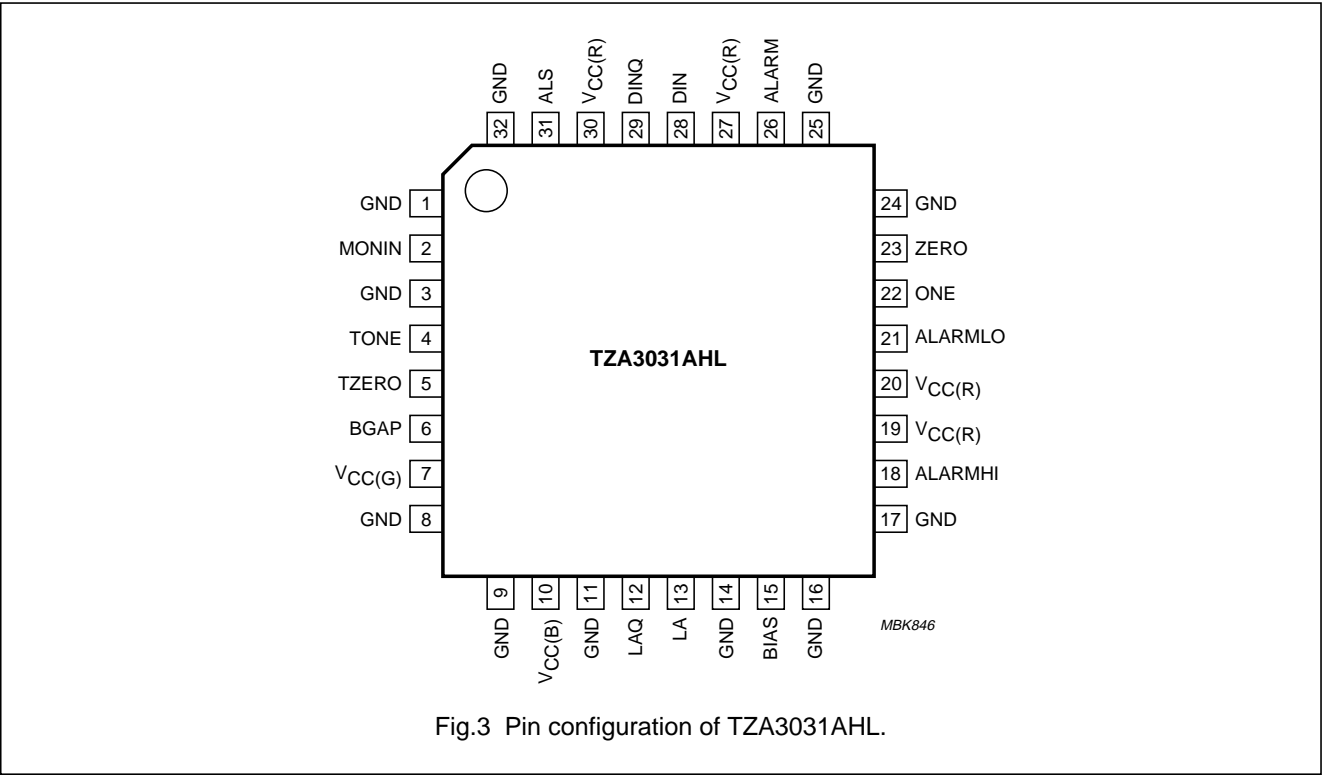 GND
ALS
VCC(R)
DINQ
DIN
VCC(R)
ALARM
GND
32
31
30
29
28
27
26
25
GND 1
MONIN 2
GND 3
TONE 4
TZERO 5
BGAP 6
VCC(G) 7
GND 8
TZA3031AHL
24 GND
23 ZERO
22 ONE
21 ALARMLO
20 VCC(R)
19 VCC(R)
18 ALARMHI
17 GND
9
10
11
12
13
14
15
16
GND
VCC(B)
GND
LAQ
LA
GND
BIAS
GND
MBK846
Fig.3 Pin configuration of TZA3031AHL.